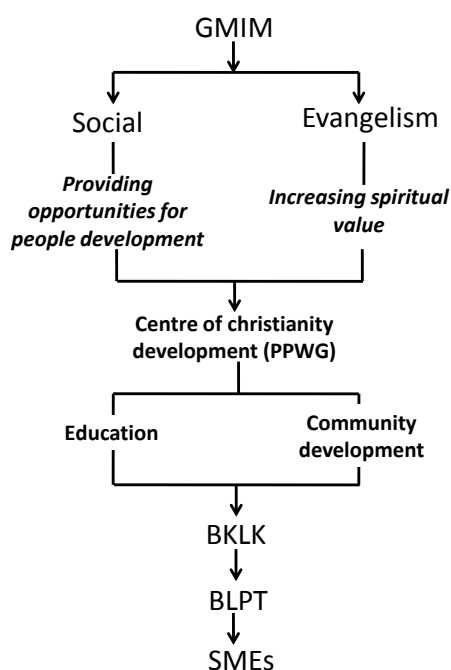 GMIM
Social
Evangelism
Providing
opportunities for
people development
Increasing spiritual
value
Centre of christianity
development (PPWG)
Education
Community
development
BKLK
BLPT
SMEs